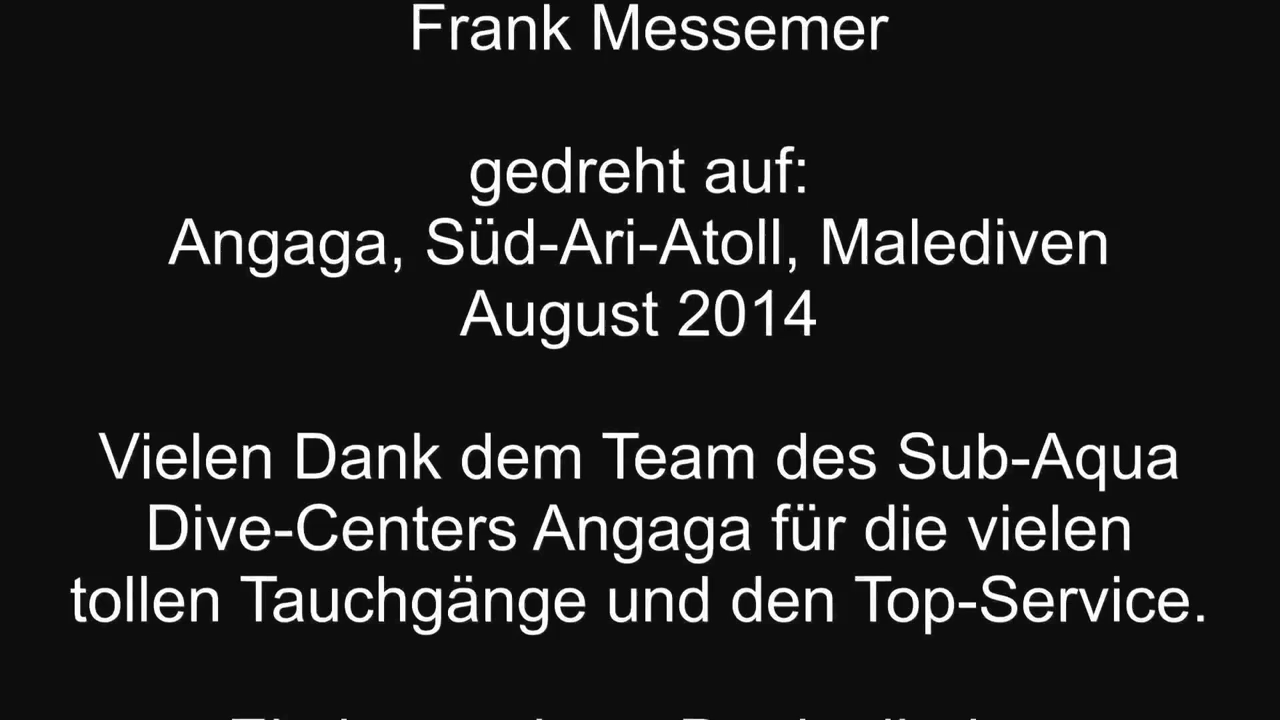 Frank Messemer
gedreht auf:
Angaga, Süd-Ari-Atoll, Malediven
August 2014
Vielen Dank dem Team des Sub-Aqua
Dive-Centers Angaga für die vielen
tollen Tauchgänge und den Top-Service.